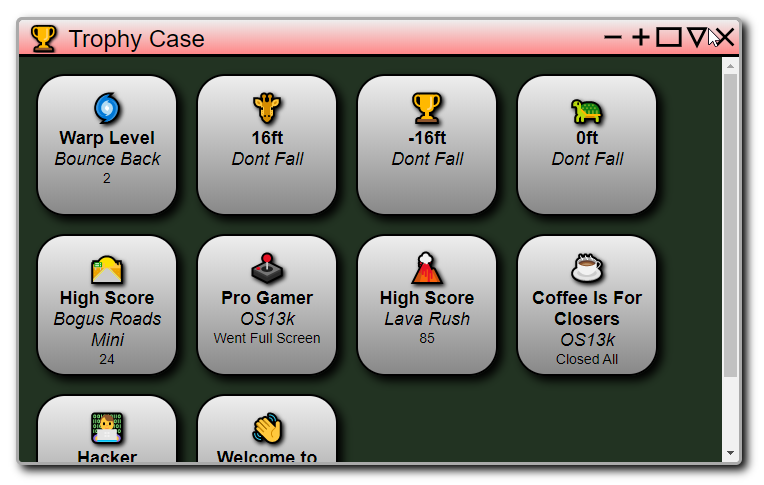 Trophy Case
Warp Level
Bounce Back
2
16ft
Dont Fall
-16ft
Dont Fall
0ft
Dont Fall
High Score
Bogus Roads
Mini
24
Pro Gamer
OS13k
Went Full Screen
High Score
Lava Rush
85
Coffee Is For
Closers
OS13k
Closed All
Hacker
Welcome to